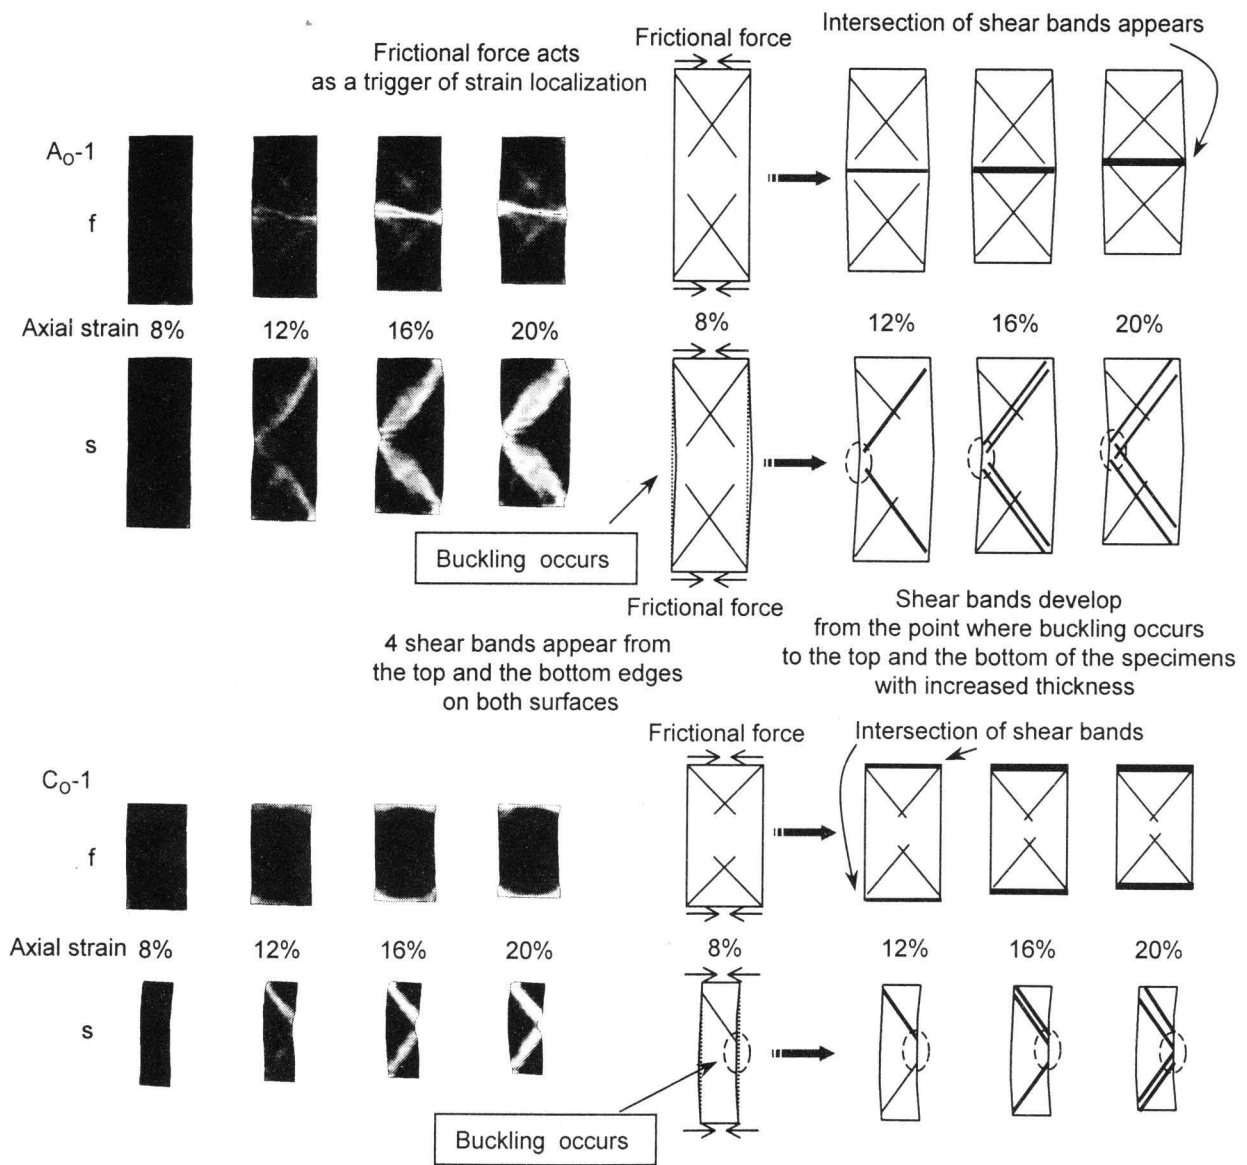 Frictional force acts
as a trigger of strain localization
Frictional force
Intersection of shear bands appears
A₀-1
f
Axial strain 8% 12% 16% 20% 8% 12% 16% 20%
s
Buckling occurs
Frictional force
4 shear bands appear from
the top and the bottom edges
on both surfaces
Shear bands develop
from the point where buckling occurs
to the top and the bottom of the specimens
with increased thickness
Frictional force
Intersection of shear bands
C₀-1
f
Axial strain 8% 12% 16% 20% 8% 12% 16% 20%
s
Buckling occurs